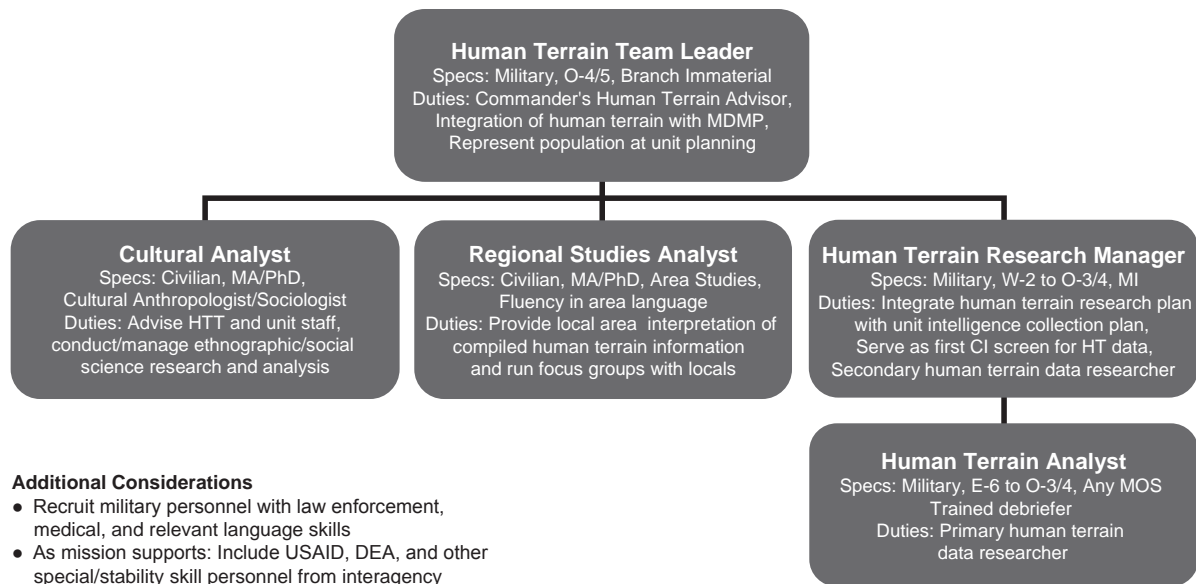 Human Terrain Team Leader
Specs: Military, O-4/5, Branch Immaterial
Duties: Commander's Human Terrain Advisor,
Integration of human terrain with MDMP,
Represent population at unit planning
Cultural Analyst
Specs: Civilian, MA/PhD,
Cultural Anthropologist/Sociologist
Duties: Advise HTT and unit staff,
conduct/manage ethnographic/social
science research and analysis
Regional Studies Analyst
Specs: Civilian, MA/PhD, Area Studies,
Fluency in area language
Duties: Provide local area interpretation of
compiled human terrain information
and run focus groups with locals
Human Terrain Research Manager
Specs: Military, W-2 to O-3/4, MI
Duties: Integrate human terrain research plan
with unit intelligence collection plan,
Serve as first CI screen for HT data,
Secondary human terrain data researcher
Human Terrain Analyst
Specs: Military, E-6 to O-3/4, Any MOS
Trained debriefer
Duties: Primary human terrain
data researcher
Additional Considerations
● Recruit military personnel with law enforcement,
medical, and relevant language skills
● As mission supports: Include USAID, DEA, and other
special/stability skill personnel from interagency